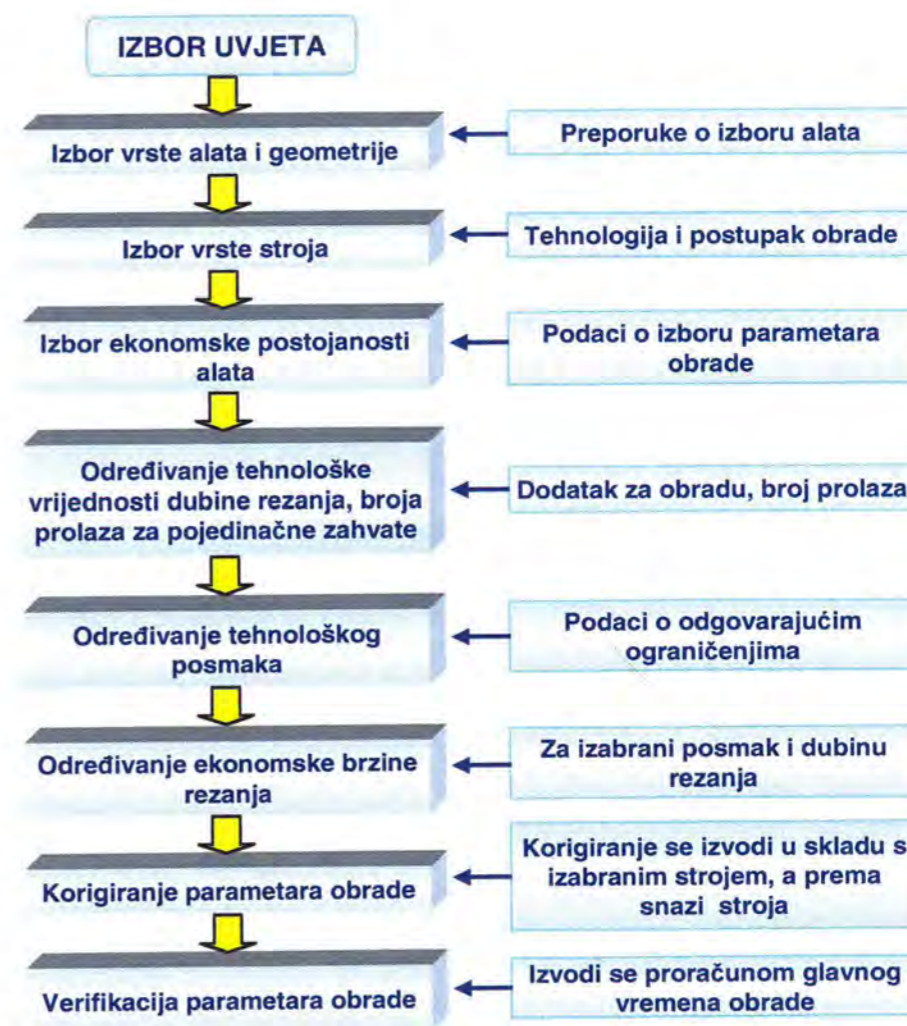 IZBOR UVJETA
Izbor vrste alata i geometrije
Preporuke o izboru alata
Izbor vrste stroja
Tehnologija i postupak obrade
Izbor ekonomske postojanosti
alata
Podaci o izboru parametara
obrade
Određivanje tehnološke
vrijednosti dubine rezanja, broja
prolaza za pojedinačne zahvate
Dodatak za obradu, broj prolaza
Određivanje tehnološkog
posmaka
Podaci o odgovarajućim
ograničenjima
Određivanje ekonomske brzine
rezanja
Za izabrani posmak i dubinu
rezanja
Korigiranje parametara obrade
Korigiranje se izvodi u skladu s
izabranim strojem, a prema
snazi stroja
Verifikacija parametara obrade
Izvodi se proračunom glavnog
vremena obrade